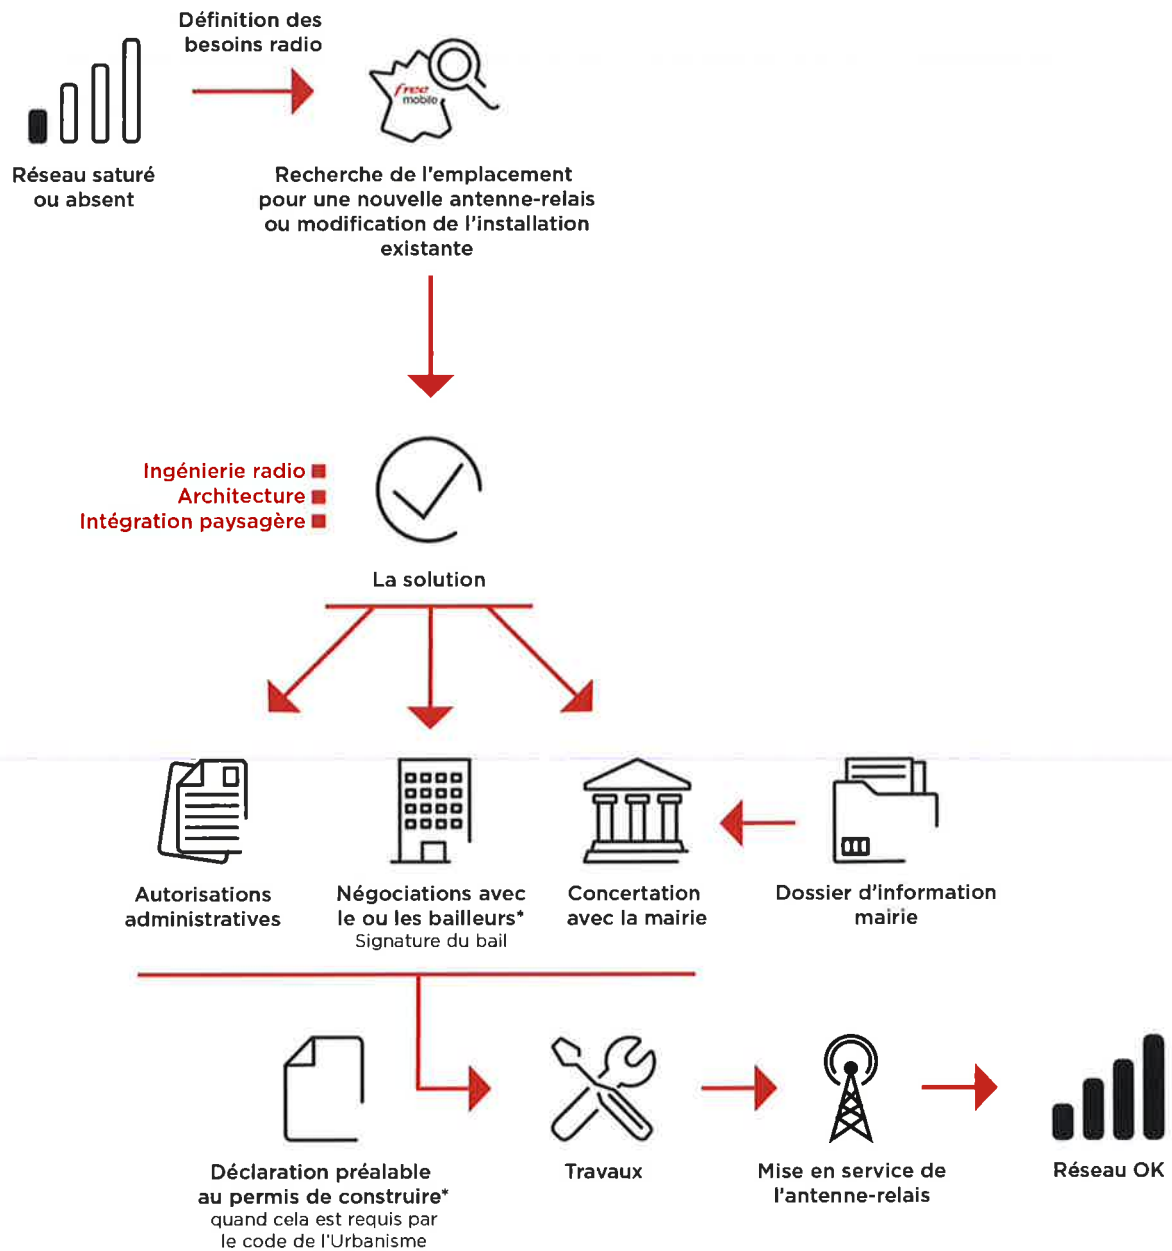 Définition des
besoins radio
free
mobile
Réseau saturé
ou absent
Recherche de l'emplacement
pour une nouvelle antenne-relais
ou modification de l'installation
existante
Ingénierie radio
Architecture
Intégration paysagère
La solution
Autorisations
administratives
Négociations avec
le ou les bailleurs*
Signature du bail
Concertation
avec la mairie
Dossier d'information
mairie
Déclaration préalable
au permis de construire*
quand cela est requis par
le code de l'Urbanisme
Travaux
Mise en service de
l'antenne-relais
Réseau OK